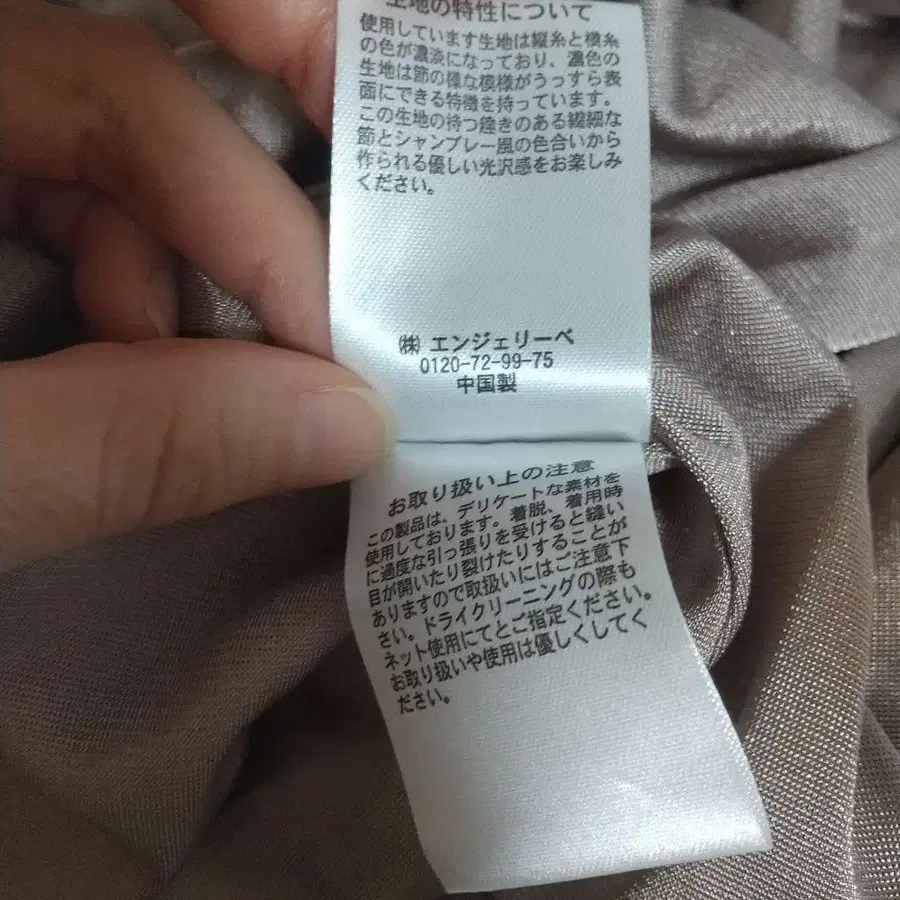 生地の特性について
使用しています生地は縦糸と横糸
の色が濃淡になっており、濃色の
生地は節の様な模様がうっすら表
面にできる特徴を持っています。
この生地の持つ趣きのある繊細な
節とシャンブレー風の色合いから
作られる優しい光沢感をお楽しみ
ください。
㈱ エンジェリーベ
0120-72-99-75
中国製
お取り扱い上の注意
この製品は、デリケートな素材を
使用しております。着脱、着用時
に過度な引っ張りを受けると縫い
目が開いたり裂けたりすることが
ありますので取扱いにはご注意下
さい。ドライクリーニングの際も
ネット使用にてとご指定ください。
お取り扱いや使用は優しくしてく
ださい。